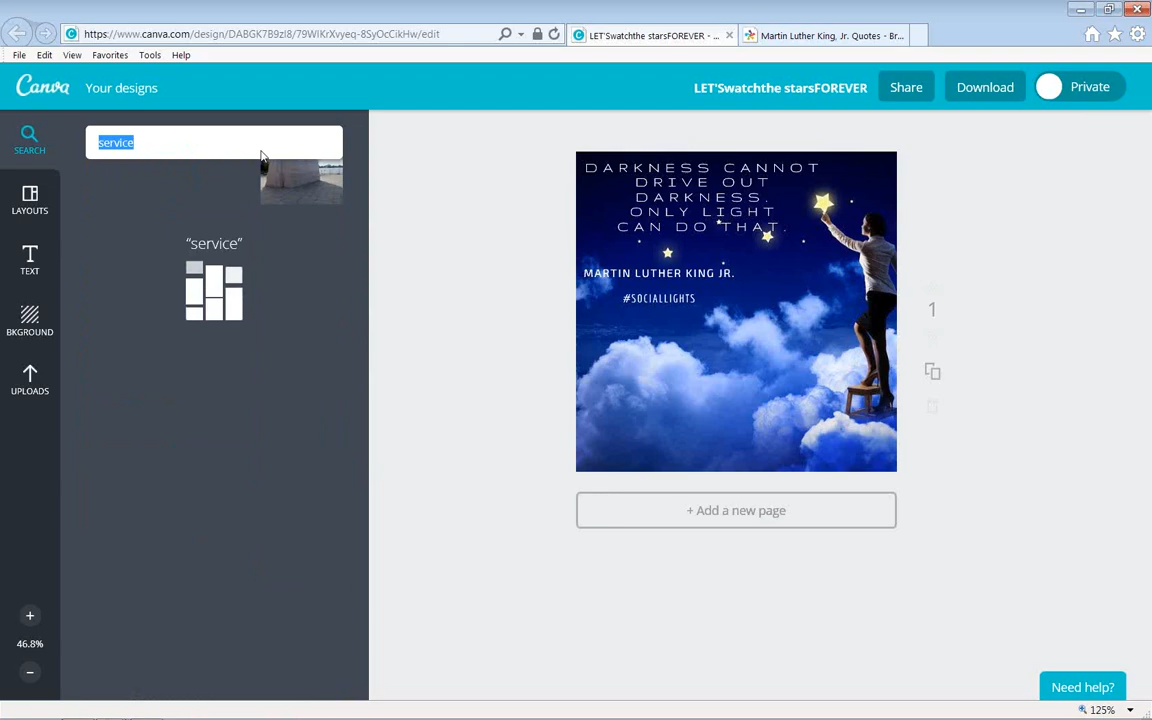 https://www.canva.com/design/DABGK7B9zl8/79WIKrXvyeq-8SyOcCikHw/edit
LET'Swatchthe starsFOREVER - ...
Martin Luther King, Jr. Quotes - Br...
File Edit View Favorites Tools Help
Canva
Your designs
LET'Swatchthe starsFOREVER
Share
Download
Private
SEARCH
service
LAYOUTS
TEXT
BKGROUND
UPLOADS
"service"
DARKNESS CANNOT
DRIVE OUT
DARKNESS.
ONLY LIGHT
CAN DO THAT.
MARTIN LUTHER KING JR.
#SOCIALLIGHTS
1
+ Add a new page
+
46.8%
−
Need help?
125%